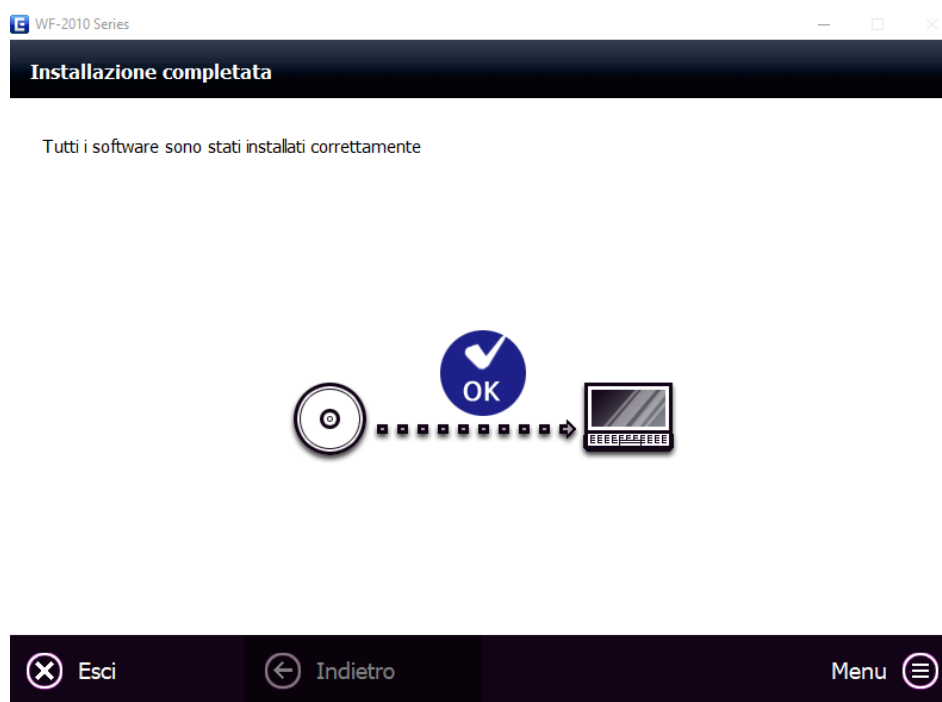 WF-2010 Series
Installazione completata
Tutti i software sono stati installati correttamente
OK
Esci
Indietro
Menu